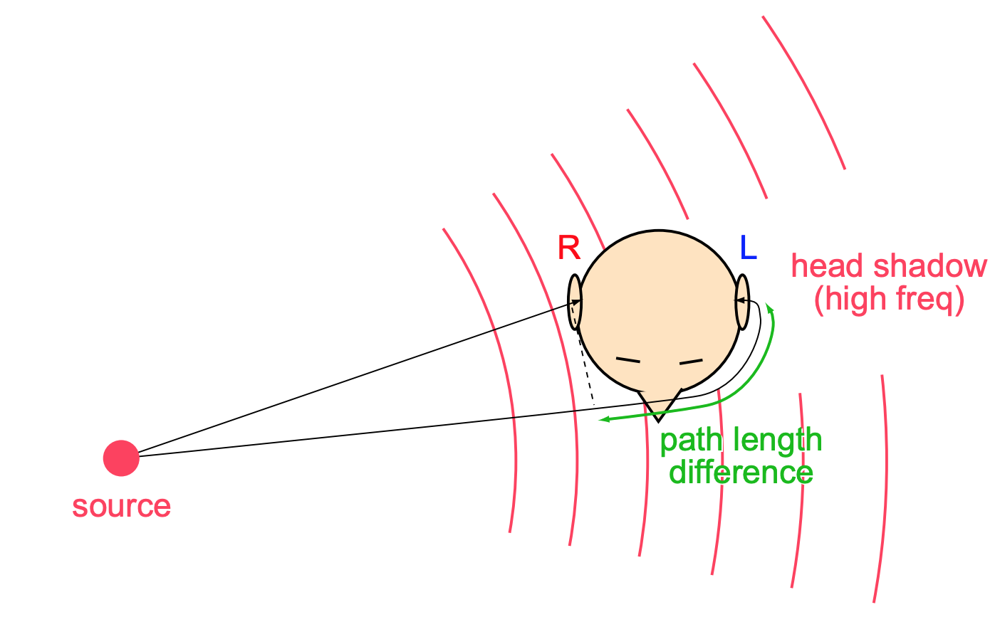 R
L
head shadow
(high freq)
path length
difference
source